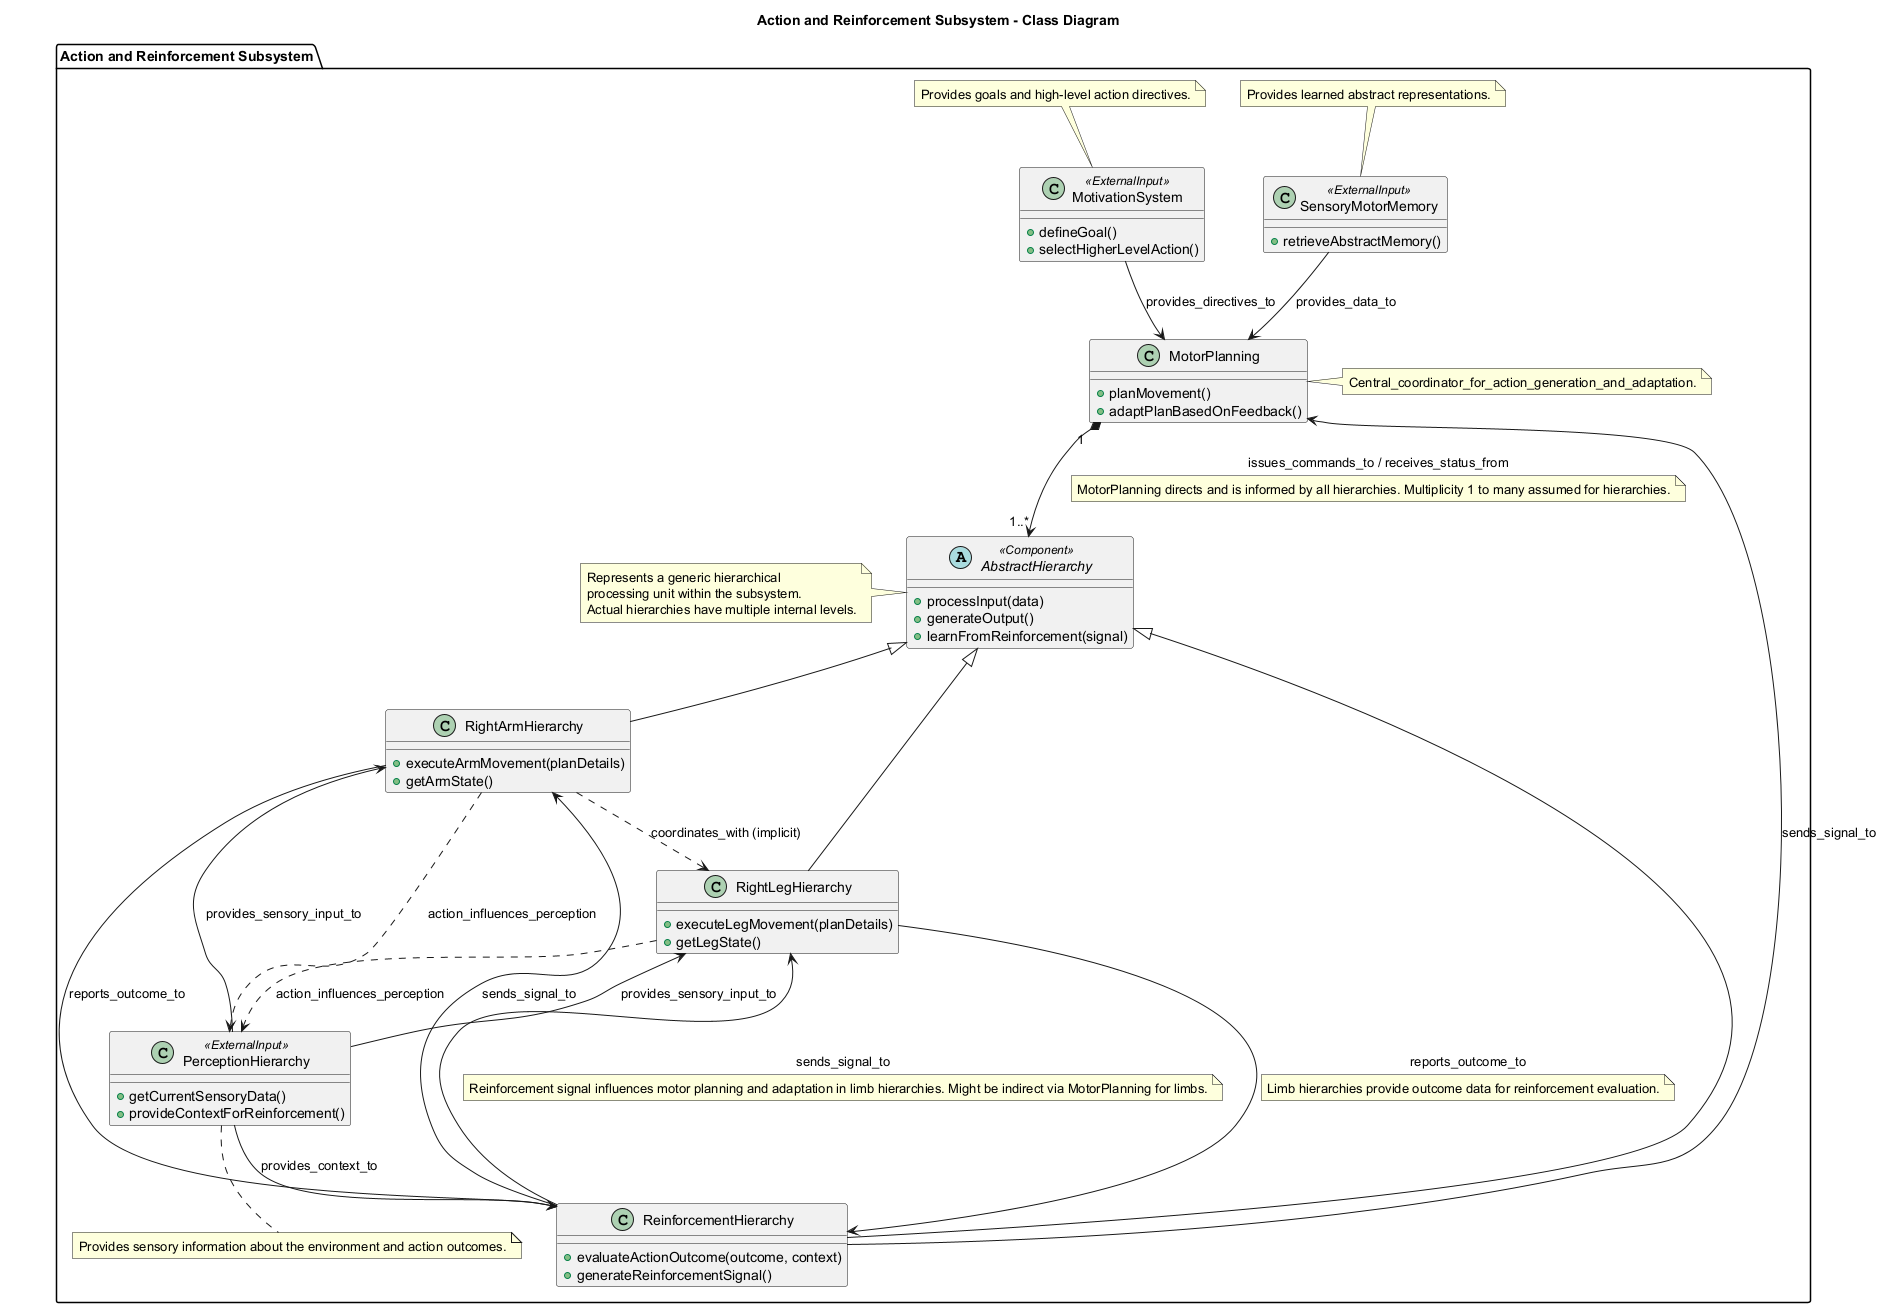 Action and Reinforcement Subsystem - Class Diagram
Action and Reinforcement Subsystem
Provides goals and high-level action directives.
Provides learned abstract representations.
C
«ExternalInput»
MotivationSystem
defineGoal()
selectHigherLevelAction()
C
«ExternalInput»
SensoryMotorMemory
retrieveAbstractMemory()
provides_directives_to
provides_data_to
C
MotorPlanning
planMovement()
adaptPlanBasedOnFeedback()
Central_coordinator_for_action_generation_and_adaptation.
1
issues_commands_to / receives_status_from
MotorPlanning directs and is informed by all hierarchies. Multiplicity 1 to many assumed for hierarchies.
1..*
A
«Component»
AbstractHierarchy
processInput(data)
generateOutput()
learnFromReinforcement(signal)
Represents a generic hierarchical
processing unit within the subsystem.
Actual hierarchies have multiple internal levels.
C
RightArmHierarchy
executeArmMovement(planDetails)
getArmState()
coordinates_with (implicit)
sends_signal_to
C
RightLegHierarchy
executeLegMovement(planDetails)
getLegState()
provides_sensory_input_to
action_influences_perception
reports_outcome_to
action_influences_perception
sends_signal_to
provides_sensory_input_to
C
«ExternalInput»
PerceptionHierarchy
getCurrentSensoryData()
provideContextForReinforcement()
sends_signal_to
Reinforcement signal influences motor planning and adaptation in limb hierarchies. Might be indirect via MotorPlanning for limbs.
reports_outcome_to
Limb hierarchies provide outcome data for reinforcement evaluation.
provides_context_to
Provides sensory information about the environment and action outcomes.
C
ReinforcementHierarchy
evaluateActionOutcome(outcome, context)
generateReinforcementSignal()